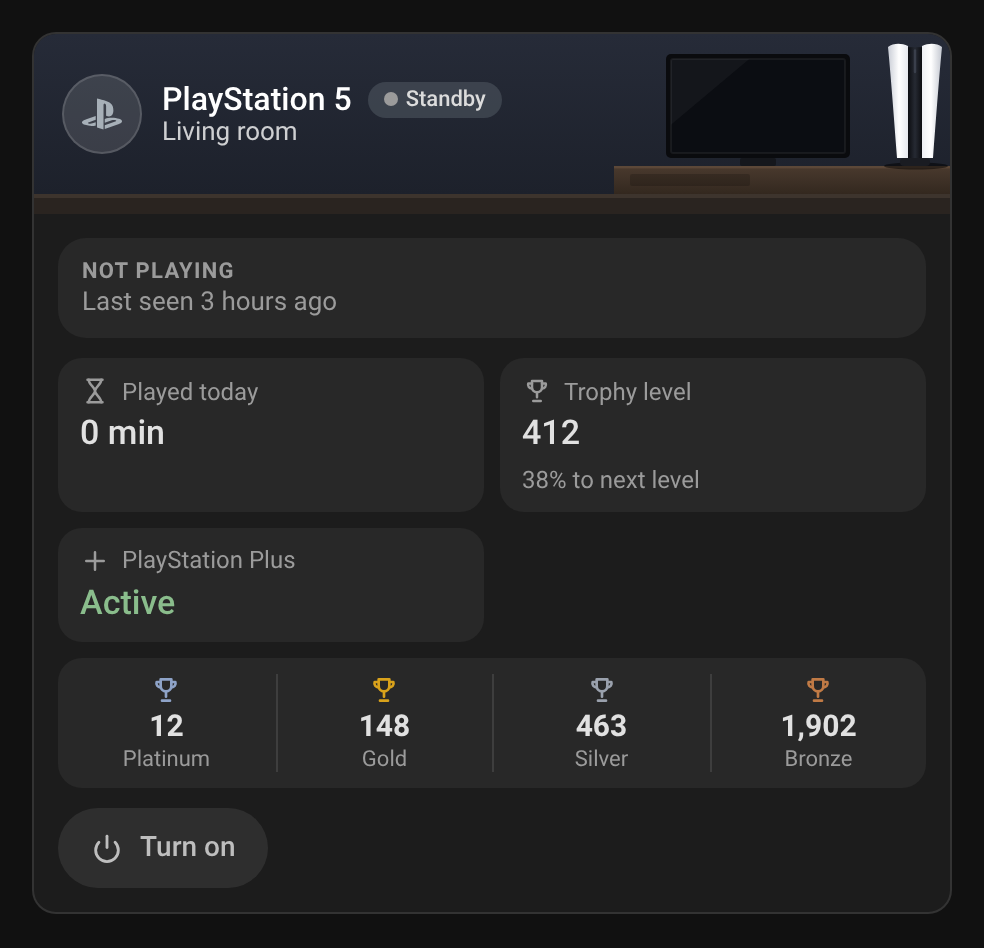 PlayStation 5
Standby
Living room
NOT PLAYING
Last seen 3 hours ago
Played today
0 min
Trophy level
412
38% to next level
PlayStation Plus
Active
12
Platinum
148
Gold
463
Silver
1,902
Bronze
Turn on